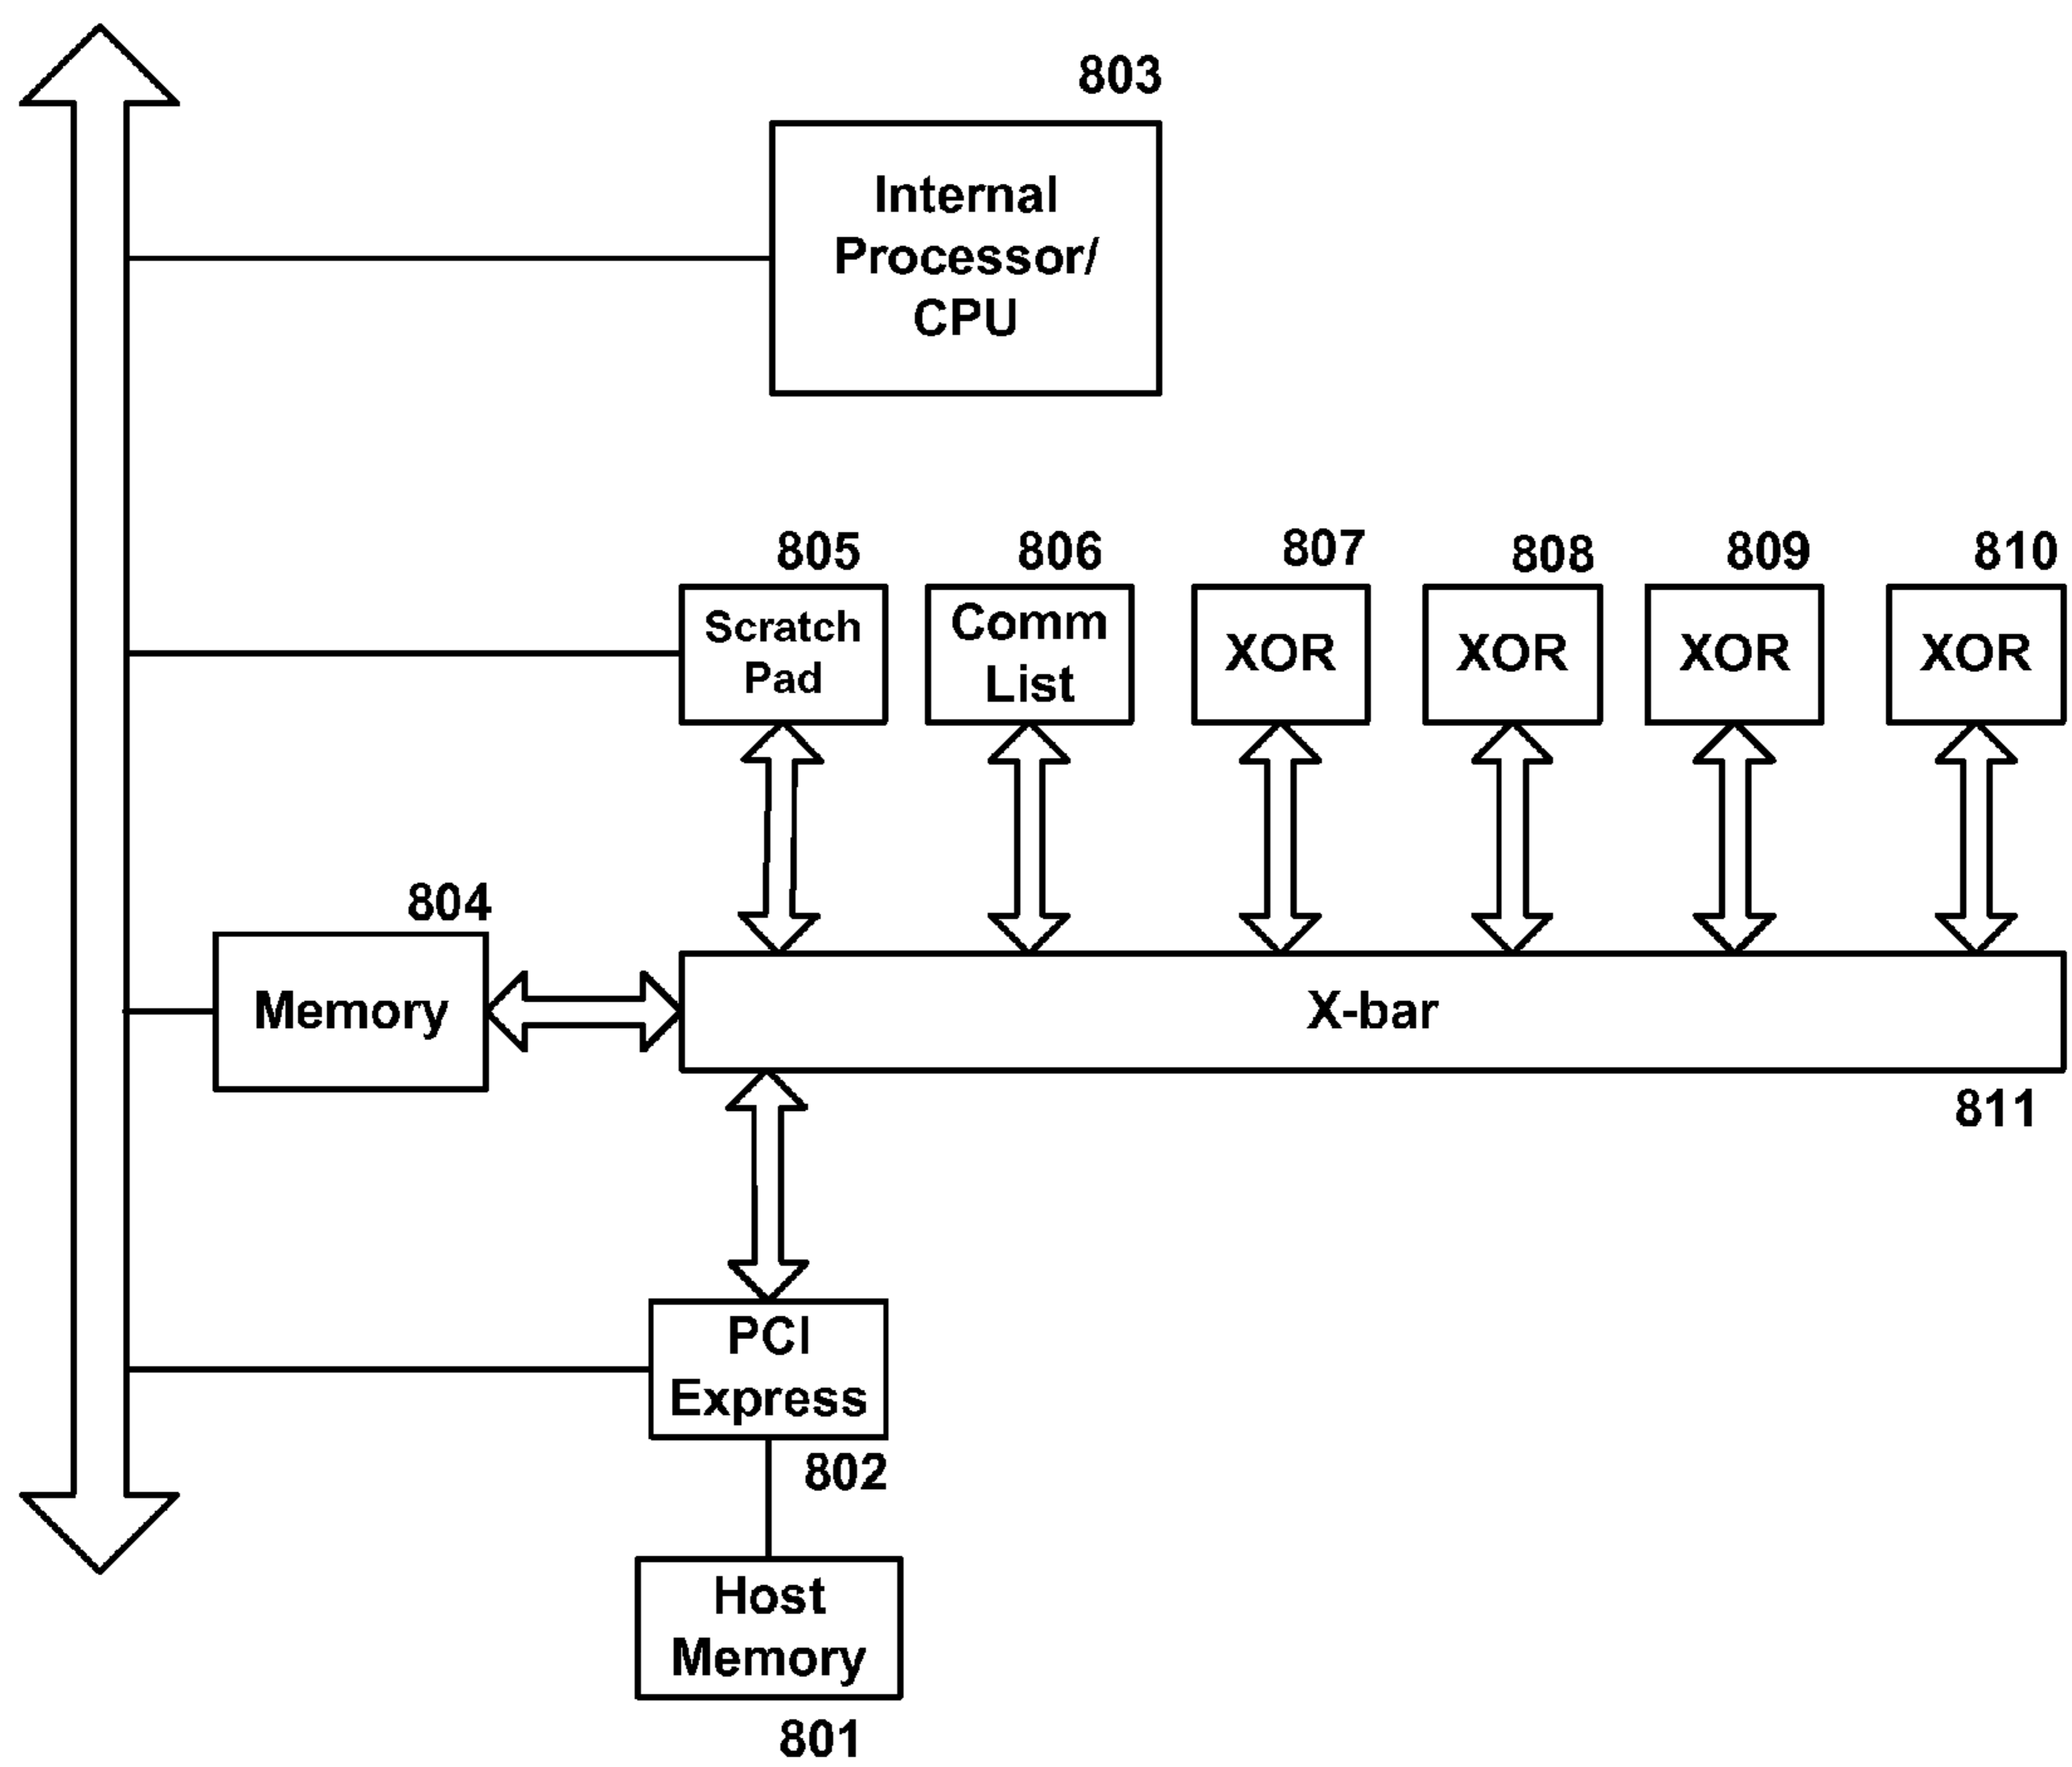 803
Internal
Processor/
CPU
805
806
807
808
809
810
Scratch
Pad
Comm
List
XOR
XOR
XOR
XOR
804
Memory
X-bar
811
PCI
Express
802
Host
Memory
801